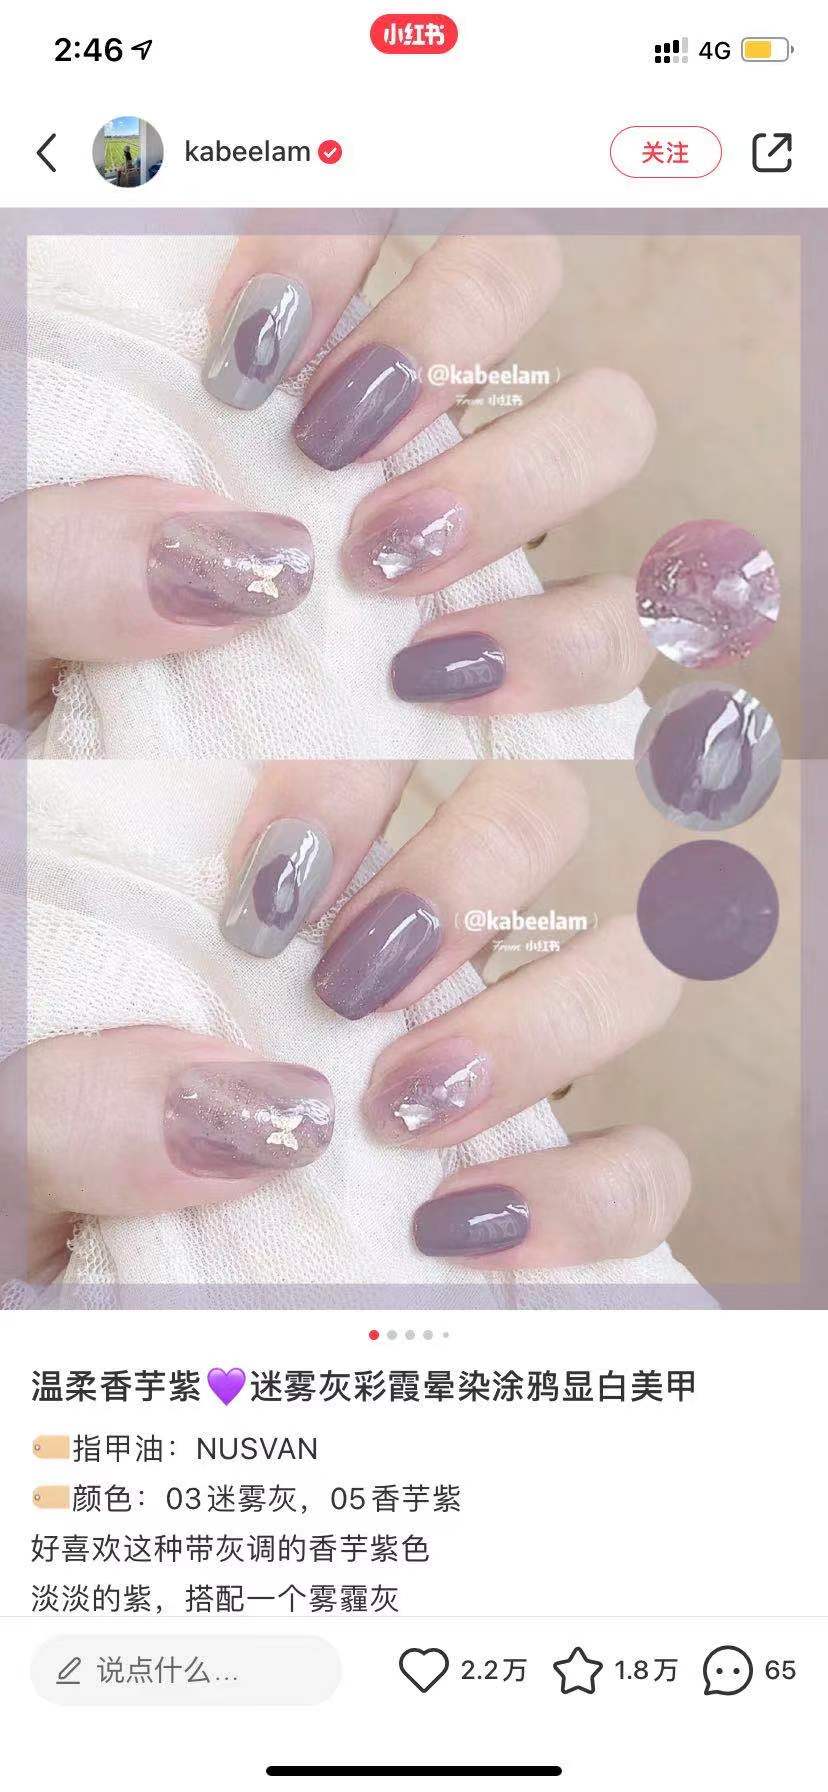 2:46
小红书
4G
kabeelam
关注
@kabeelam
From 小红书
@kabeelam
From 小红书
温柔香芋紫💜迷雾灰彩霞晕染涂鸦显白美甲
🏷️指甲油：NUSVAN
🏷️颜色：03迷雾灰，05香芋紫
好喜欢这种带灰调的香芋紫色
淡淡的紫，搭配一个雾霾灰
说点什么...
2.2万
1.8万
65